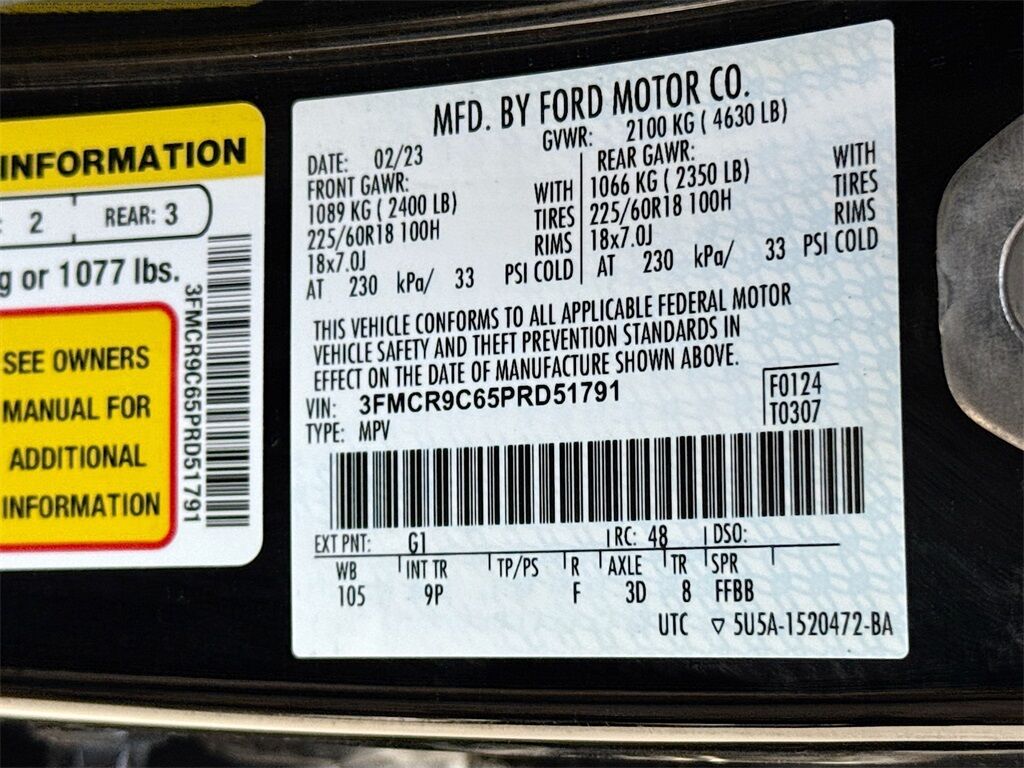 INFORMATION
: 2 REAR: 3
g or 1077 lbs.
SEE OWNERS
MANUAL FOR
ADDITIONAL
INFORMATION
3FMCR9C65PRD51791
MFD. BY FORD MOTOR CO.
DATE: 02/23 GVWR: 2100 KG ( 4630 LB)
FRONT GAWR: REAR GAWR:
1089 KG ( 2400 LB) WITH 1066 KG ( 2350 LB) WITH
225/60R18 100H TIRES 225/60R18 100H TIRES
18x7.0J RIMS 18x7.0J RIMS
AT 230 kPa/ 33 PSI COLD AT 230 kPa/ 33 PSI COLD
THIS VEHICLE CONFORMS TO ALL APPLICABLE FEDERAL MOTOR
VEHICLE SAFETY AND THEFT PREVENTION STANDARDS IN
EFFECT ON THE DATE OF MANUFACTURE SHOWN ABOVE.
VIN: 3FMCR9C65PRD51791 F0124
TYPE: MPV T0307
EXT PNT: G1 RC: 48 DSO:
WB INT TR TP/PS R AXLE TR SPR
105 9P F 3D 8 FFBB
UTC ▽ 5U5A-1520472-BA